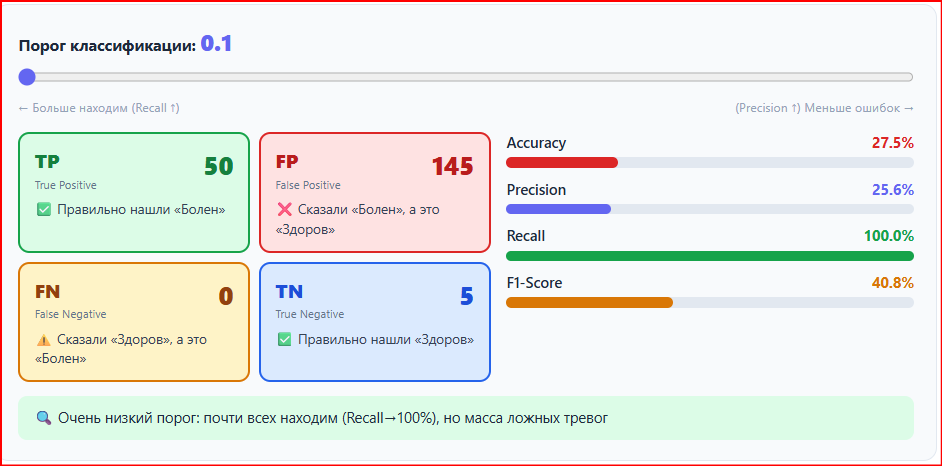 Порог классификации: 0.1
← Больше находим (Recall ↑)
(Precision ↑) Меньше ошибок →
TP
50
True Positive
✅ Правильно нашли «Болен»
FP
145
False Positive
❌ Сказали «Болен», а это
«Здоров»
FN
0
False Negative
⚠️ Сказали «Здоров», а это
«Болен»
TN
5
True Negative
✅ Правильно нашли «Здоров»
Accuracy
27.5%
Precision
25.6%
Recall
100.0%
F1-Score
40.8%
🔍 Очень низкий порог: почти всех находим (Recall→100%), но масса ложных тревог